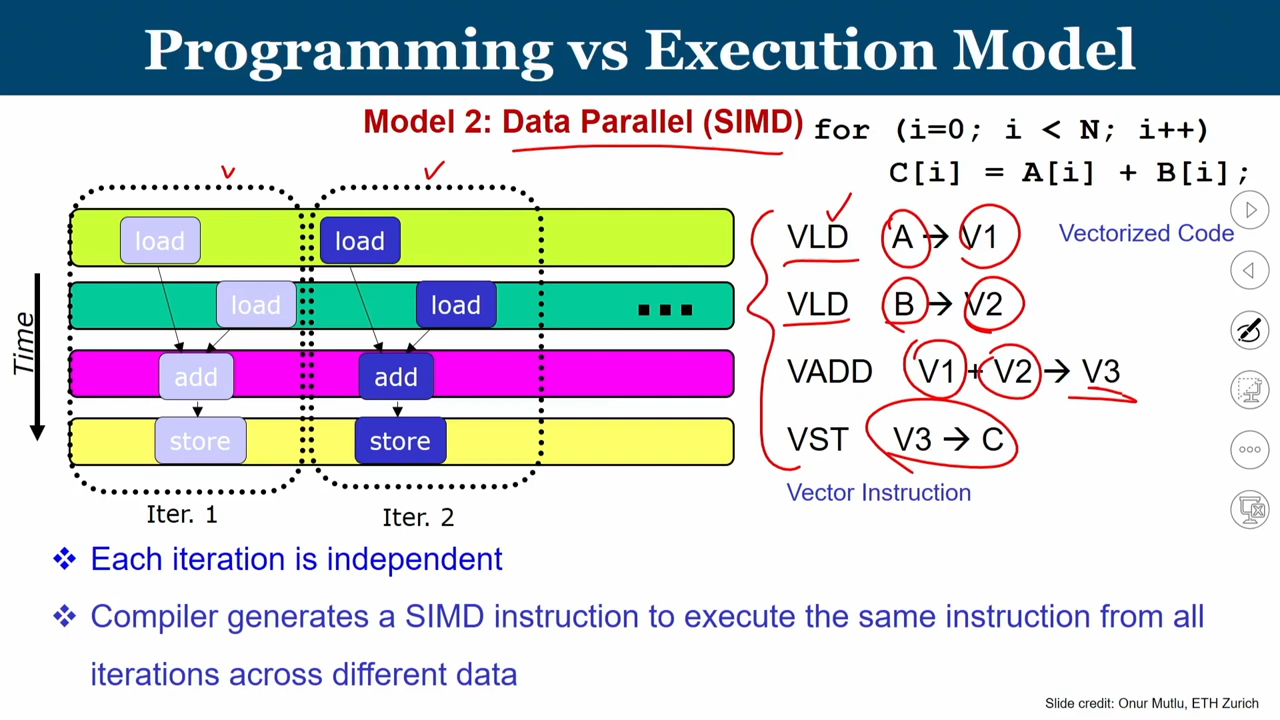 Programming vs Execution Model
Model 2: Data Parallel (SIMD)
for (i=0; i < N; i++)
C[i] = A[i] + B[i];
load
load
load
load
add
add
store
store
Time
Iter. 1
Iter. 2
VLD A → V1
Vectorized Code
VLD B → V2
VADD V1 + V2 → V3
VST V3 → C
Vector Instruction
❖ Each iteration is independent
❖ Compiler generates a SIMD instruction to execute the same instruction from all
iterations across different data
Slide credit: Onur Mutlu, ETH Zurich